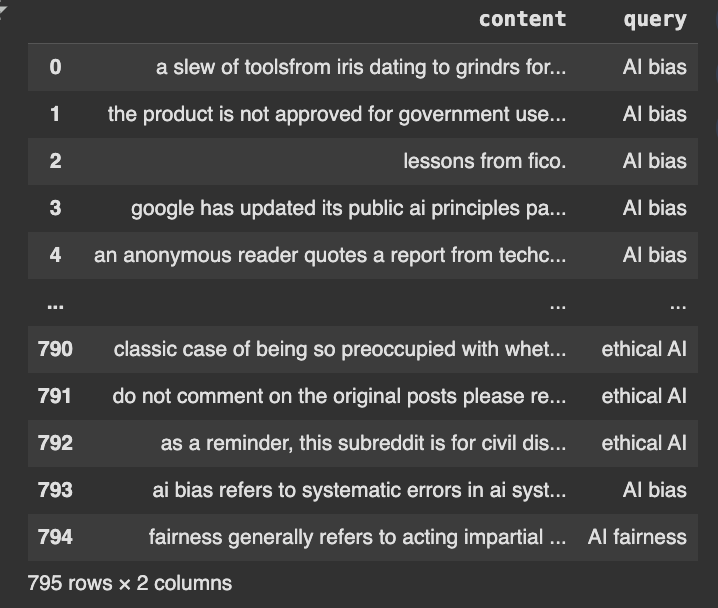 content query
0 a slew of toolsfrom iris dating to grindrs for... AI bias
1 the product is not approved for government use... AI bias
2 lessons from fico. AI bias
3 google has updated its public ai principles pa... AI bias
4 an anonymous reader quotes a report from techc... AI bias
... ... ...
790 classic case of being so preoccupied with whet... ethical AI
791 do not comment on the original posts please re... ethical AI
792 as a reminder, this subreddit is for civil dis... ethical AI
793 ai bias refers to systematic errors in ai syst... AI bias
794 fairness generally refers to acting impartial ... AI fairness
795 rows × 2 columns